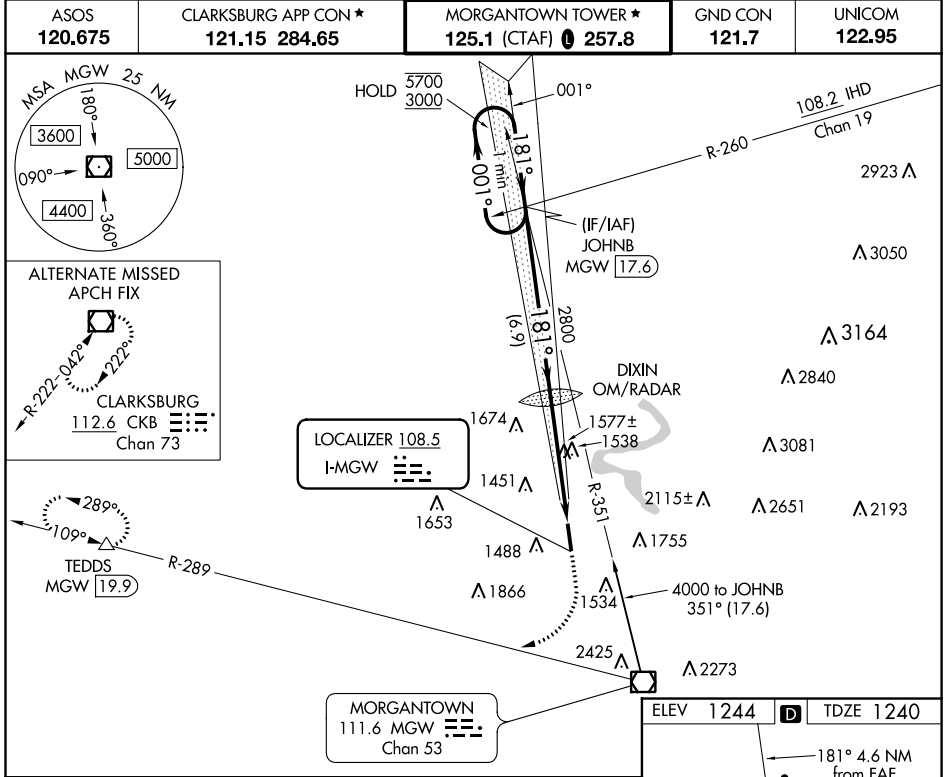 ASOS
120.675
CLARKSBURG APP CON ★
121.15 284.65
MORGANTOWN TOWER ★
125.1 (CTAF) L 257.8
GND CON
121.7
UNICOM
122.95
MSA MGW 25 NM
180°
3600
5000
090°
4400
360°
HOLD 5700
3000
001°
181°
1 min
001°
108.2 IHD
Chan 19
R-260
2923
(IF/IAF)
JOHNB
MGW 17.6
3050
ALTERNATE MISSED
APCH FIX
R-222
042°
222°
CLARKSBURG
112.6 CKB
Chan 73
2800
181°
(6.9)
3164
DIXIN
OM/RADAR
2840
1674
1577±
1538
3081
LOCALIZER 108.5
I-MGW
1451
R-351
2115±
2651
2193
1653
289°
109°
TEDDS
MGW 19.9
R-289
1488
1755
1866
1534
4000 to JOHNB
351° (17.6)
2425
2273
MORGANTOWN
111.6 MGW
Chan 53
ELEV 1244 D TDZE 1240
181° 4.6 NM
from FAF